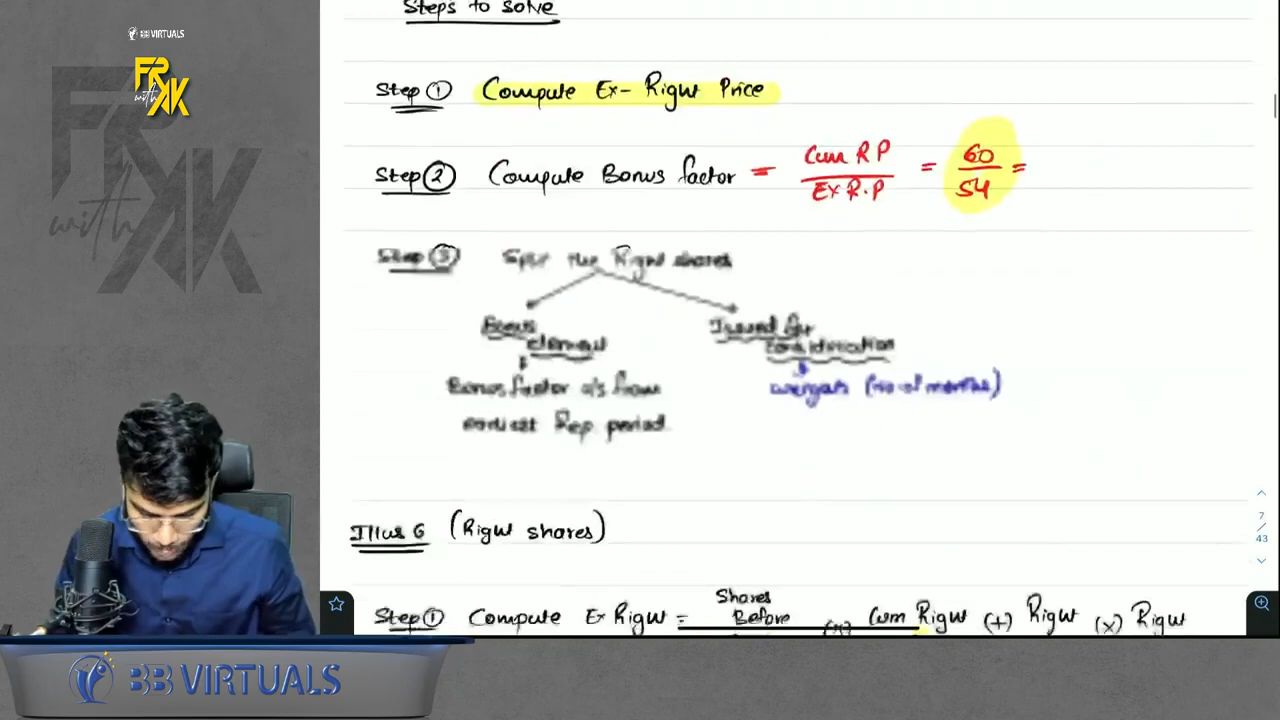 BB VIRTUALS
FR
with
AK
Steps to solve
Step ① Compute Ex-Right Price
Step ② Compute Bonus factor = Cum R P / Ex R.P = 60 / 54 =
Step ③ Split the Right shares
Bonus element
Issued for consideration
Bonus factor a/c from
earliest Rep period
weights (no of months)
Illus 6 (Right shares)
Step ① Compute Ex Right = Shares Before (x) Cum Right (+) Right (x) Right
7
/
43
BB VIRTUALS